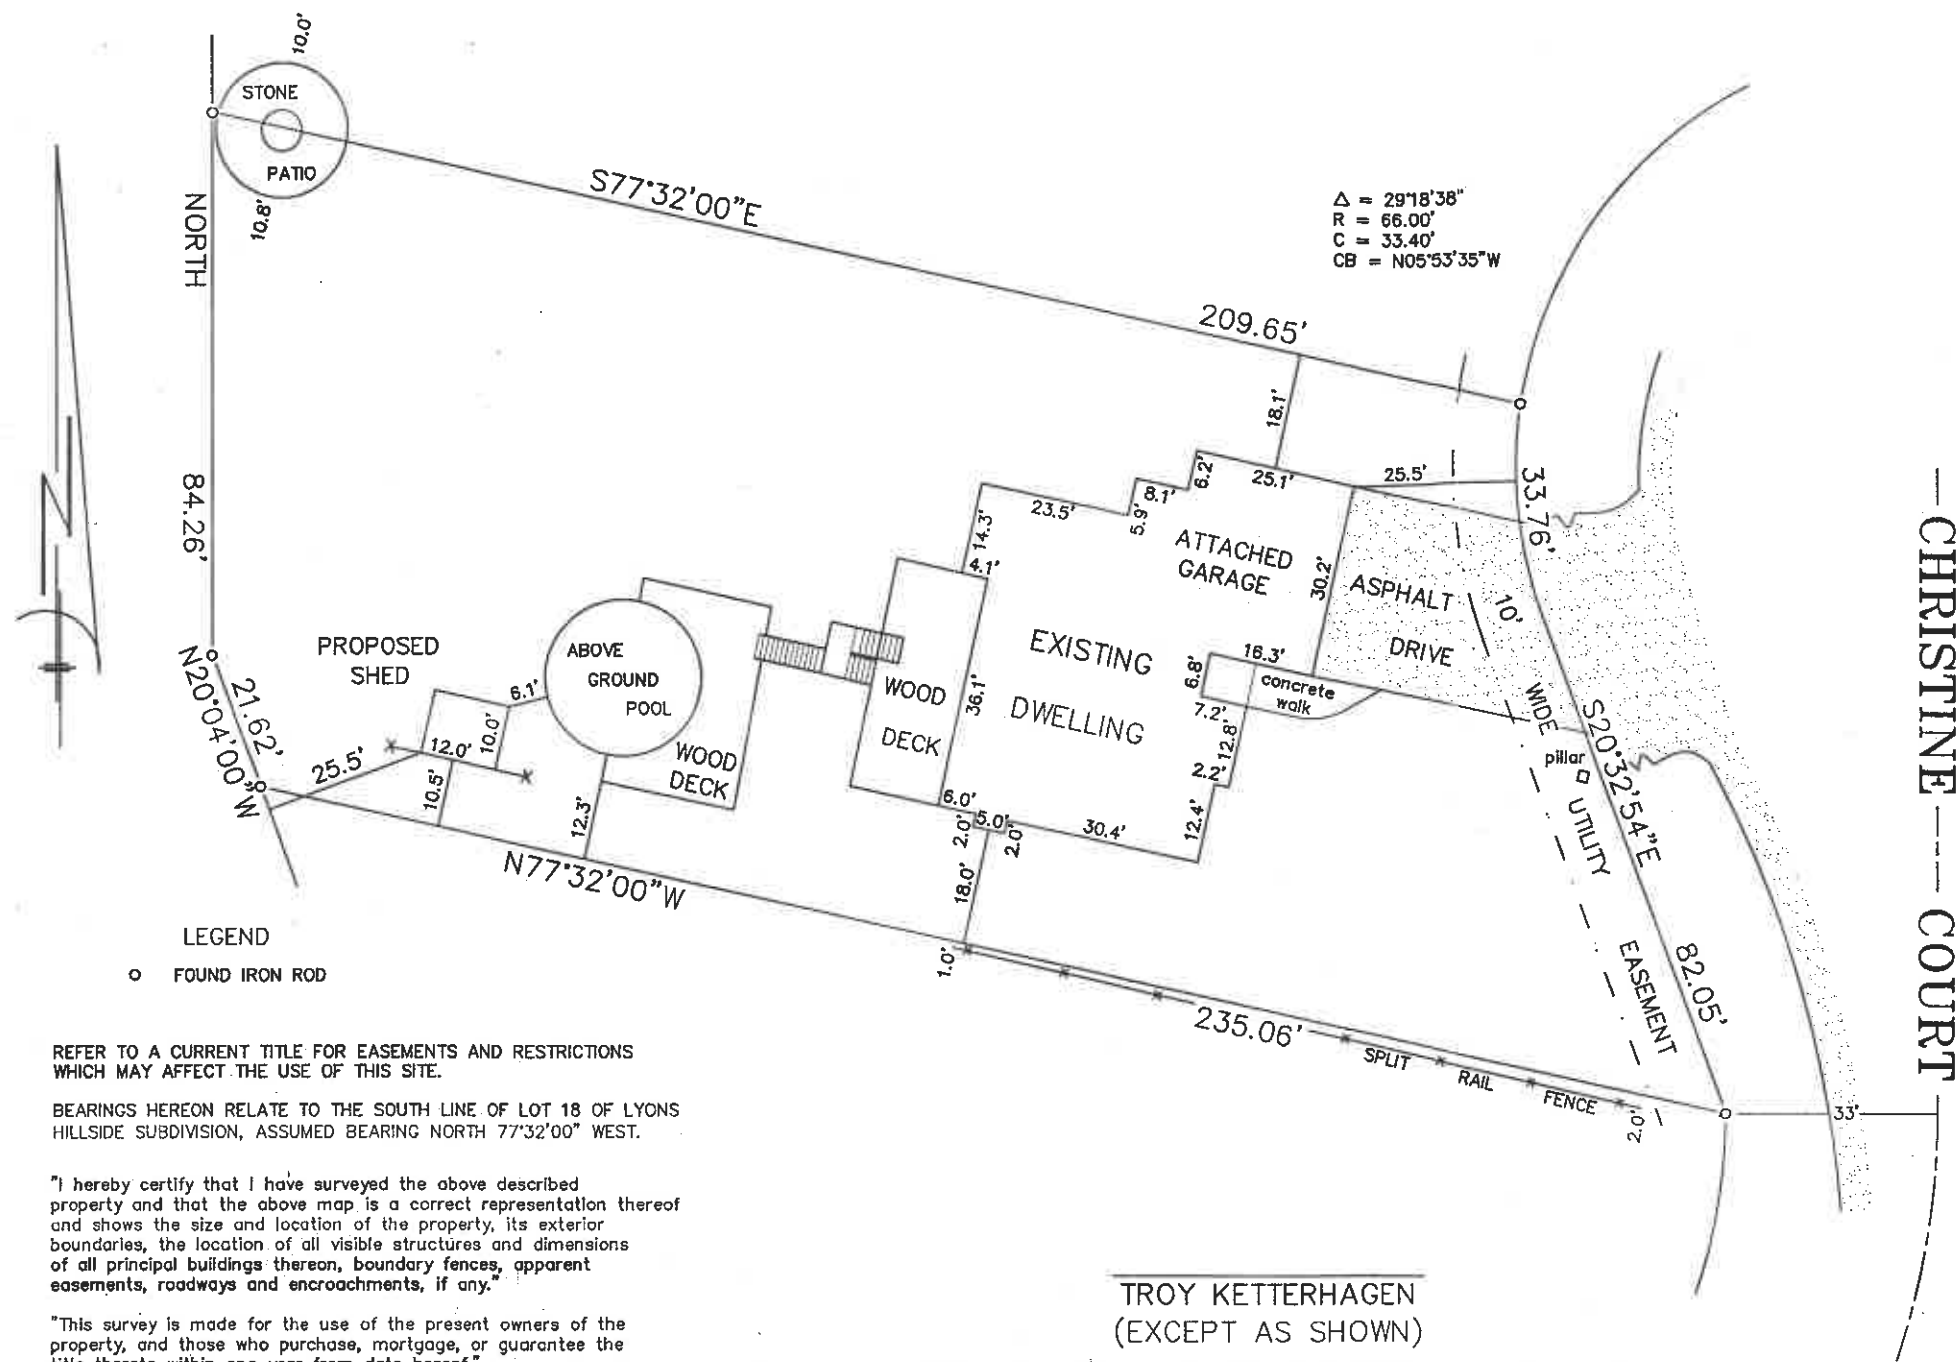 10.0'
STONE
PATIO
10.8'
NORTH
84.26'
S77°32'00"E
209.65'
Δ = 29°18'38"
R = 66.00'
C = 33.40'
CB = N05°53'35"W
18.1'
25.5'
33.76'
6.2'
25.1'
8.1'
5.9'
23.5'
14.3'
4.1'
ATTACHED
GARAGE
30.2'
ASPHALT
DRIVE
10'
WIDE
UTILITY
EASEMENT
EXISTING
DWELLING
16.3'
6.8'
concrete
walk
7.2'
12.8'
2.2'
12.4'
36.1'
WOOD
DECK
6.0'
5.0'
2.0'
2.0'
30.4'
18.0'
1.0'
PROPOSED
SHED
6.1'
ABOVE
GROUND
POOL
WOOD
DECK
12.0'
10.0'
10.5'
12.3'
25.5'
21.62'
N20°04'00"W
N77°32'00"W
235.06'
SPLIT
RAIL
FENCE
2.0'
pillar
S20°32'54"E
82.05'
33'
CHRISTINE COURT
N
LEGEND
FOUND IRON ROD
REFER TO A CURRENT TITLE FOR EASEMENTS AND RESTRICTIONS
WHICH MAY AFFECT THE USE OF THIS SITE.
BEARINGS HEREON RELATE TO THE SOUTH LINE OF LOT 18 OF LYONS
HILLSIDE SUBDIVISION, ASSUMED BEARING NORTH 77°32'00" WEST.
"I hereby certify that I have surveyed the above described
property and that the above map is a correct representation thereof
and shows the size and location of the property, its exterior
boundaries, the location of all visible structures and dimensions
of all principal buildings thereon, boundary fences, apparent
easements, roadways and encroachments, if any."
"This survey is made for the use of the present owners of the
property, and those who purchase, mortgage, or guarantee the
title thereto within one year from date hereof."
TROY KETTERHAGEN
(EXCEPT AS SHOWN)